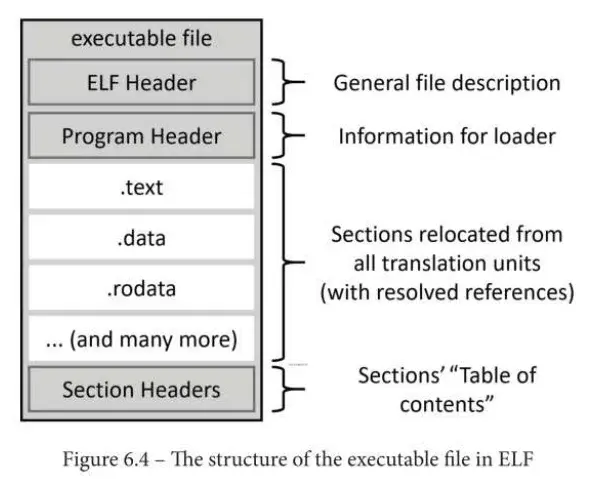 executable file
ELF Header
General file description
Program Header
Information for loader
.text
.data
.rodata
... (and many more)
Sections relocated from
all translation units
(with resolved references)
Section Headers
Sections’ “Table of
contents”
Figure 6.4 – The structure of the executable file in ELF